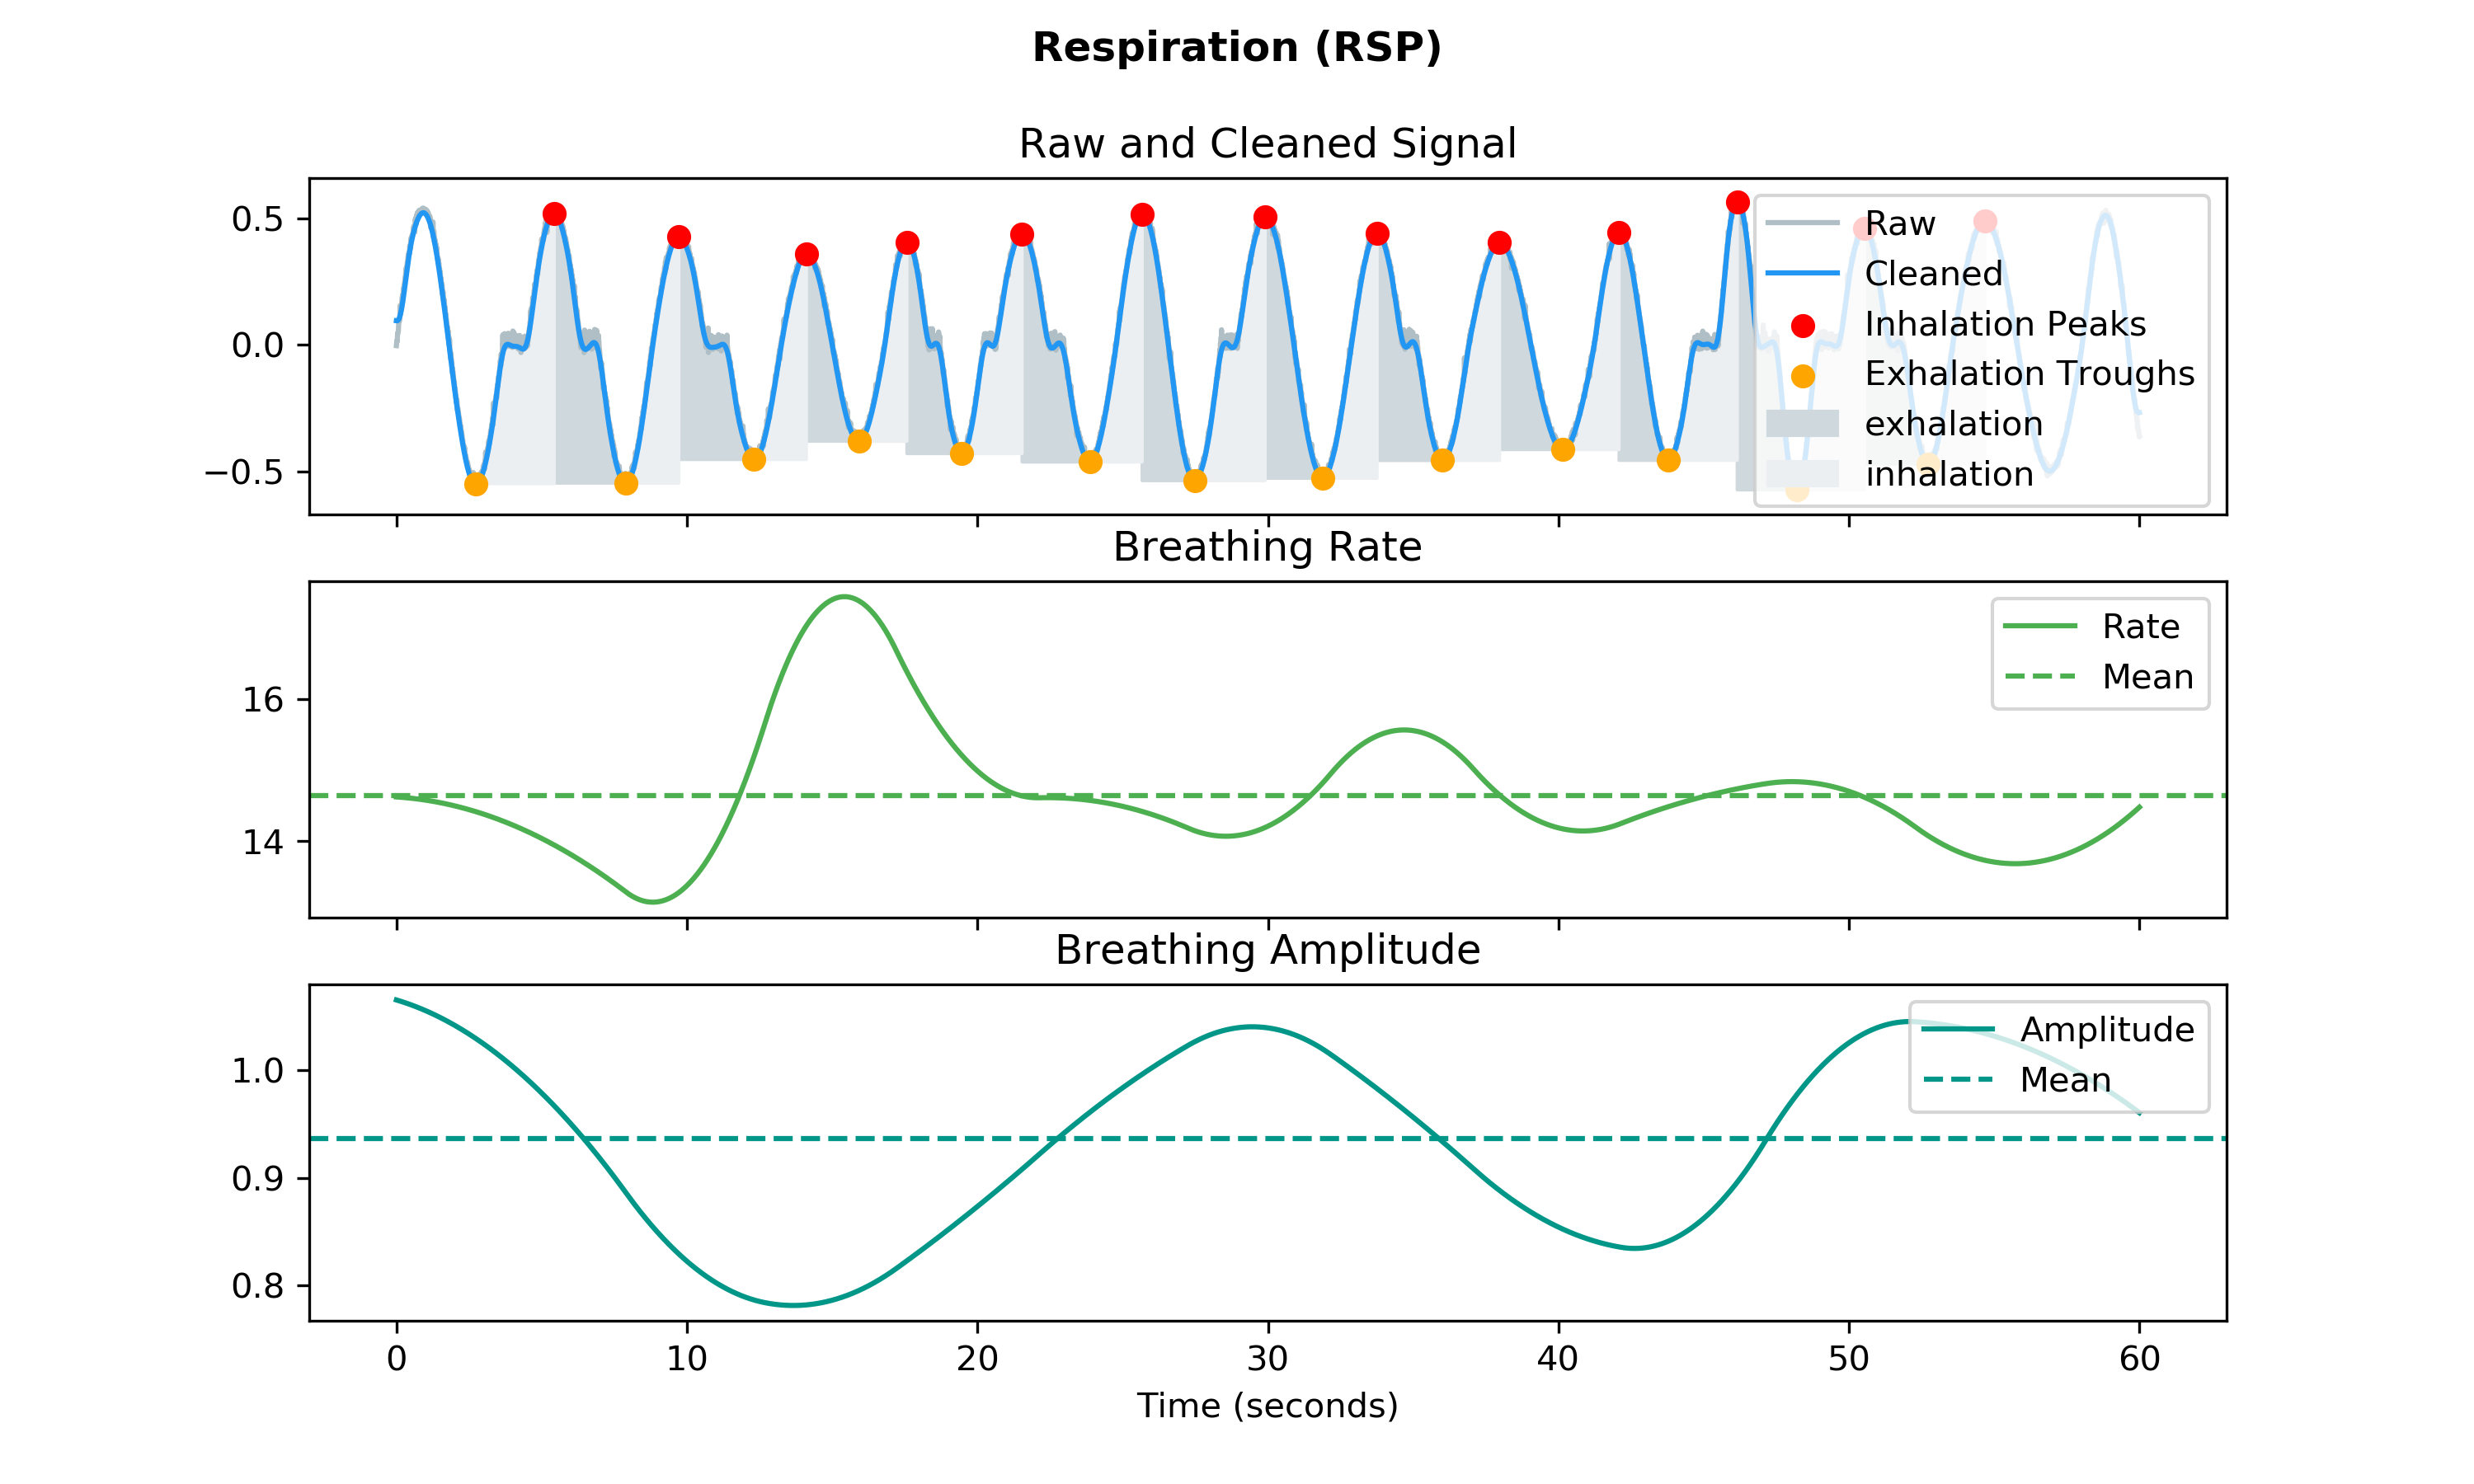 Respiration (RSP)
Raw and Cleaned Signal
0.5
0.0
−0.5
Raw
Cleaned
Inhalation Peaks
Exhalation Troughs
exhalation
inhalation
Breathing Rate
16
14
Rate
Mean
Breathing Amplitude
1.0
0.9
0.8
Amplitude
Mean
0 10 20 30 40 50 60
Time (seconds)